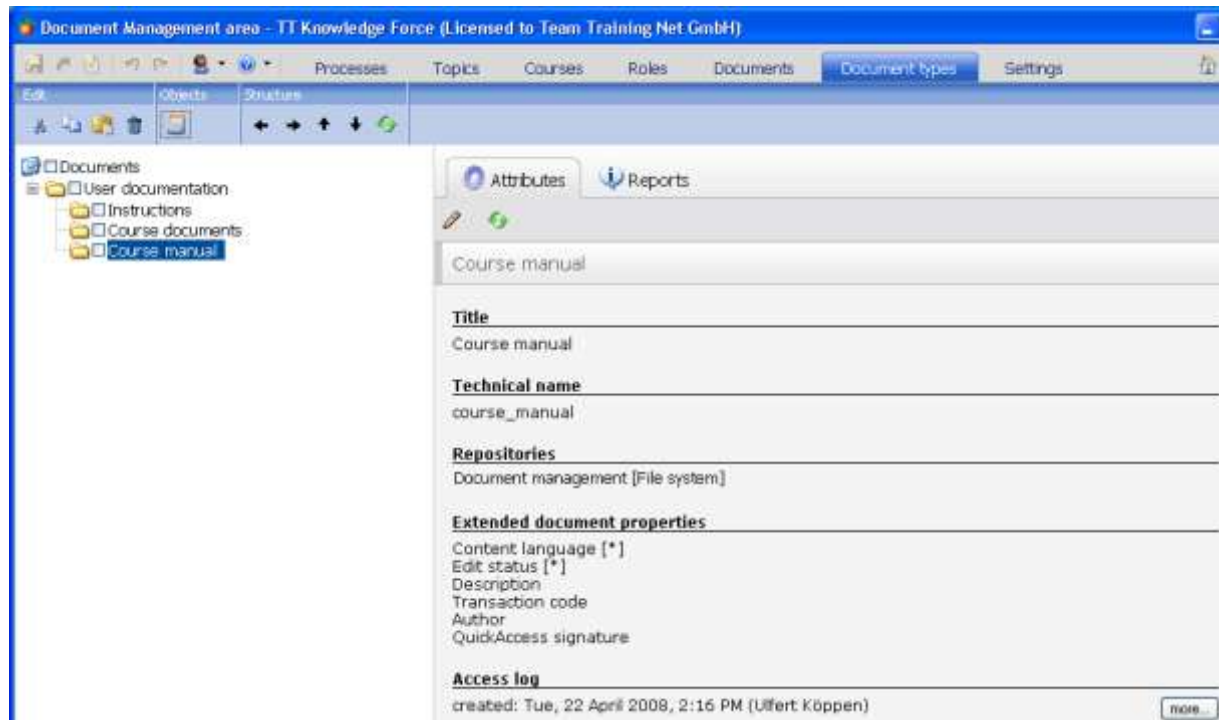 Document Management area - TT Knowledge Force (Licensed to Team Training Net GmbH)
Processes Topics Courses Roles Documents Document types Settings
Edit Objects Structure
Documents
User documentation
Instructions
Course documents
Course manual
Attributes Reports
Course manual
Title
Course manual
Technical name
course_manual
Repositories
Document management [File system]
Extended document properties
Content language [*]
Edit status [*]
Description
Transaction code
Author
QuickAccess signature
Access log
created: Tue, 22 April 2008, 2:16 PM (Ulfert Köppen)
more...